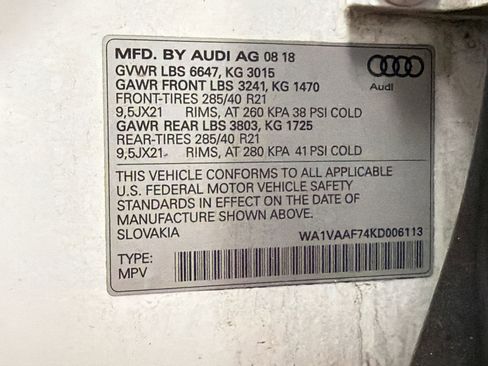 MFD. BY AUDI AG 08 18
GVWR LBS 6647, KG 3015
GAWR FRONT LBS 3241, KG 1470
FRONT-TIRES 285/40 R21
9,5JX21 RIMS, AT 260 KPA 38 PSI COLD
GAWR REAR LBS 3803, KG 1725
REAR-TIRES 285/40 R21
9,5JX21 RIMS, AT 280 KPA 41 PSI COLD
Audi
THIS VEHICLE CONFORMS TO ALL APPLICABLE
U.S. FEDERAL MOTOR VEHICLE SAFETY
STANDARDS IN EFFECT ON THE DATE OF
MANUFACTURE SHOWN ABOVE.
SLOVAKIA WA1VAAF74KD006113
TYPE:
MPV